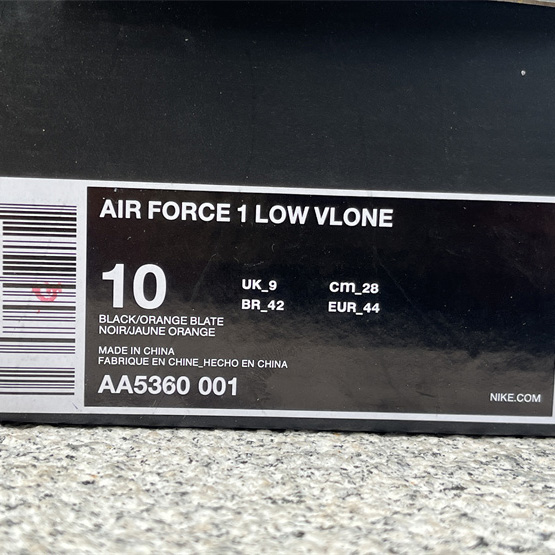 AIR FORCE 1 LOW VLONE
10
UK_9
cm_28
BR_42
EUR_44
BLACK/ORANGE BLATE
NOIR/JAUNE ORANGE
MADE IN CHINA
FABRIQUE EN CHINE_HECHO EN CHINA
AA5360 001
NIKE.COM